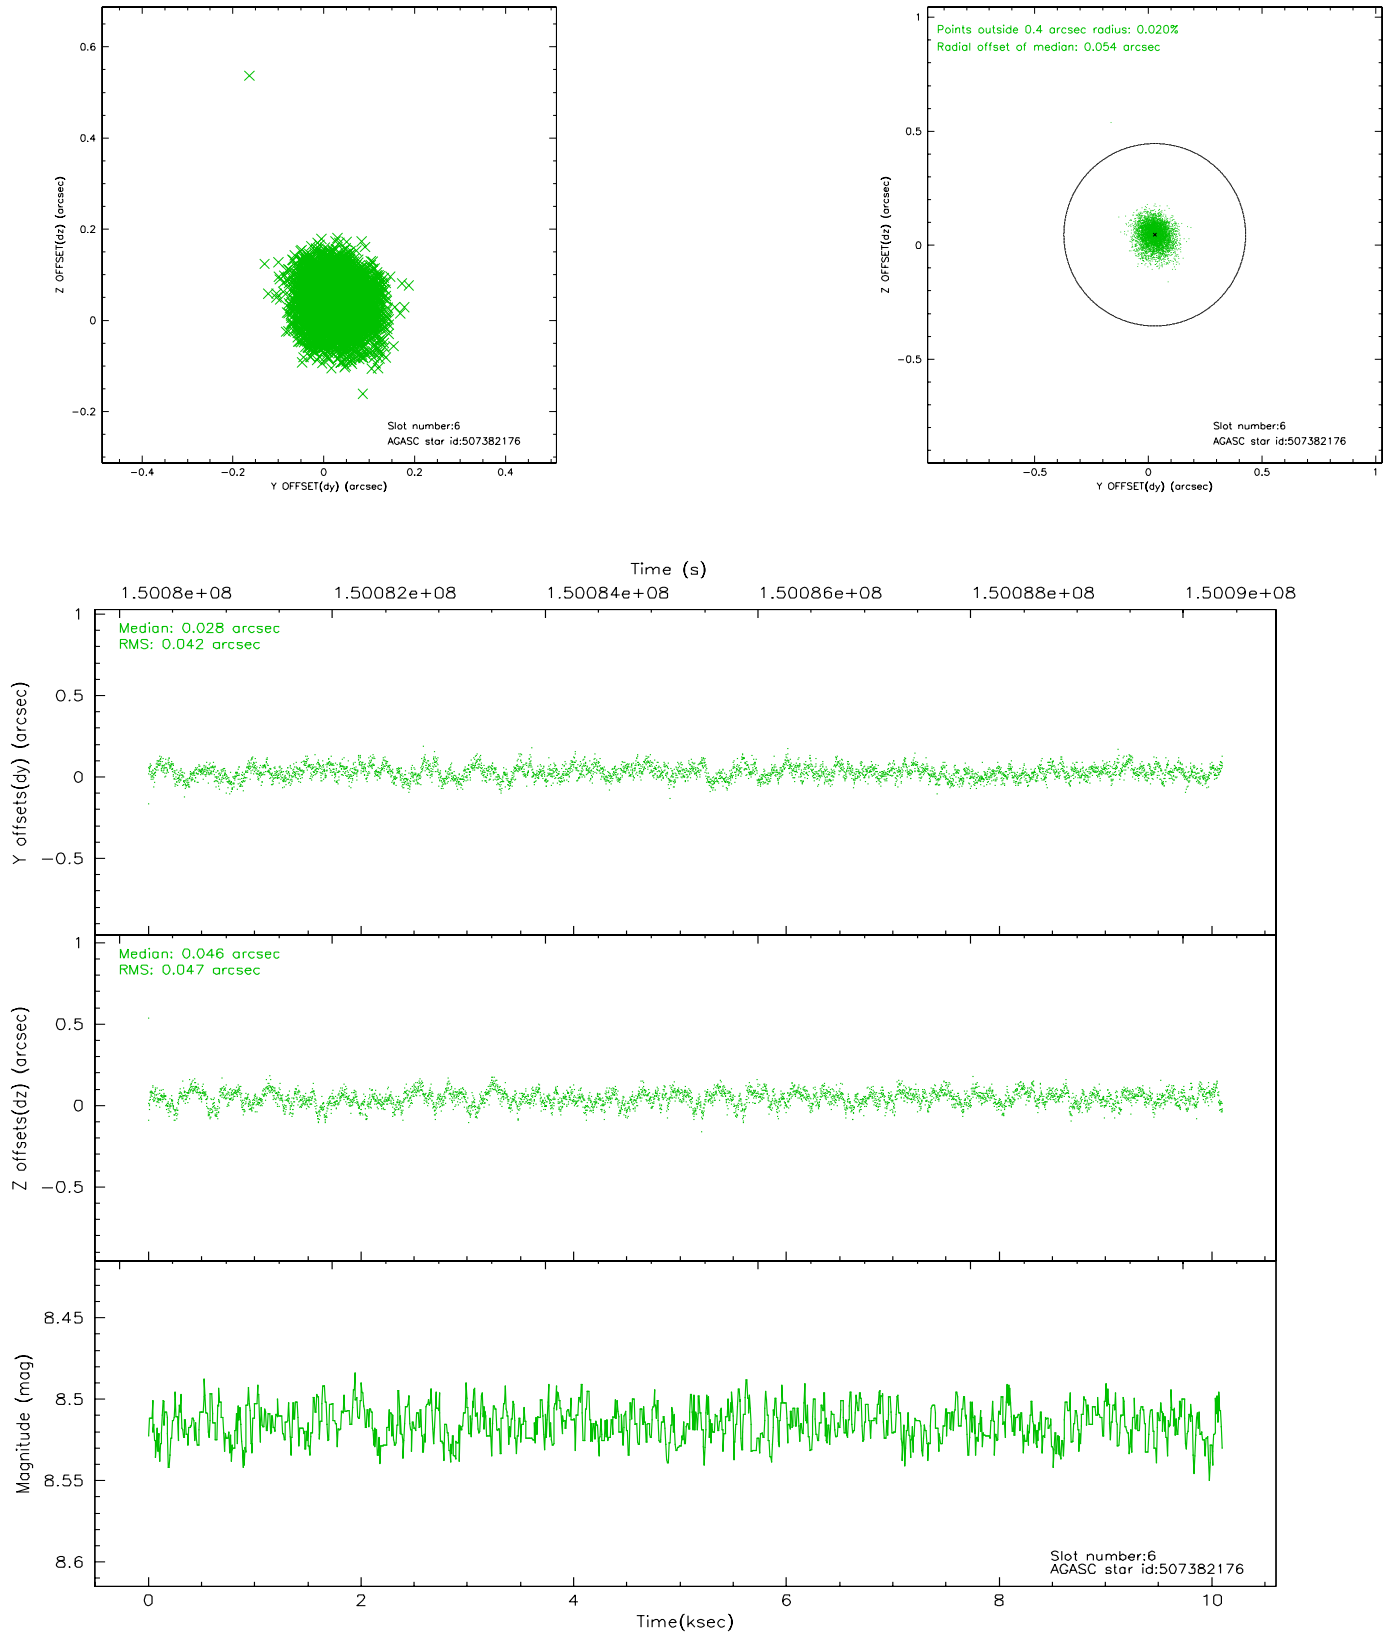 0.6
0.4
0.2
0
−0.2
−0.4
−0.2
0
0.2
0.4
Z OFFSET(dz) (arcsec)
Y OFFSET(dy) (arcsec)
Slot number:6
AGASC star id:507382176
Points outside 0.4 arcsec radius: 0.020%
Radial offset of median: 0.054 arcsec
1
0.5
0
−0.5
−0.5
0
0.5
1
Z OFFSET(dz) (arcsec)
Y OFFSET(dy) (arcsec)
Slot number:6
AGASC star id:507382176
Time (s)
1.5008e+08
1.50082e+08
1.50084e+08
1.50086e+08
1.50088e+08
1.5009e+08
Median: 0.028 arcsec
RMS: 0.042 arcsec
1
0.5
0
−0.5
Y offsets(dy) (arcsec)
Median: 0.046 arcsec
RMS: 0.047 arcsec
1
0.5
0
−0.5
Z offsets(dz) (arcsec)
8.45
8.5
8.55
8.6
Magnitude (mag)
Slot number:6
AGASC star id:507382176
0
2
4
6
8
10
Time(ksec)